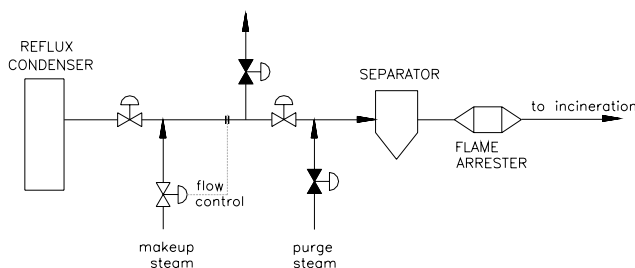 REFLUX
CONDENSER
SEPARATOR
to incineration
FLAME
ARRESTER
flow
control
makeup
steam
purge
steam